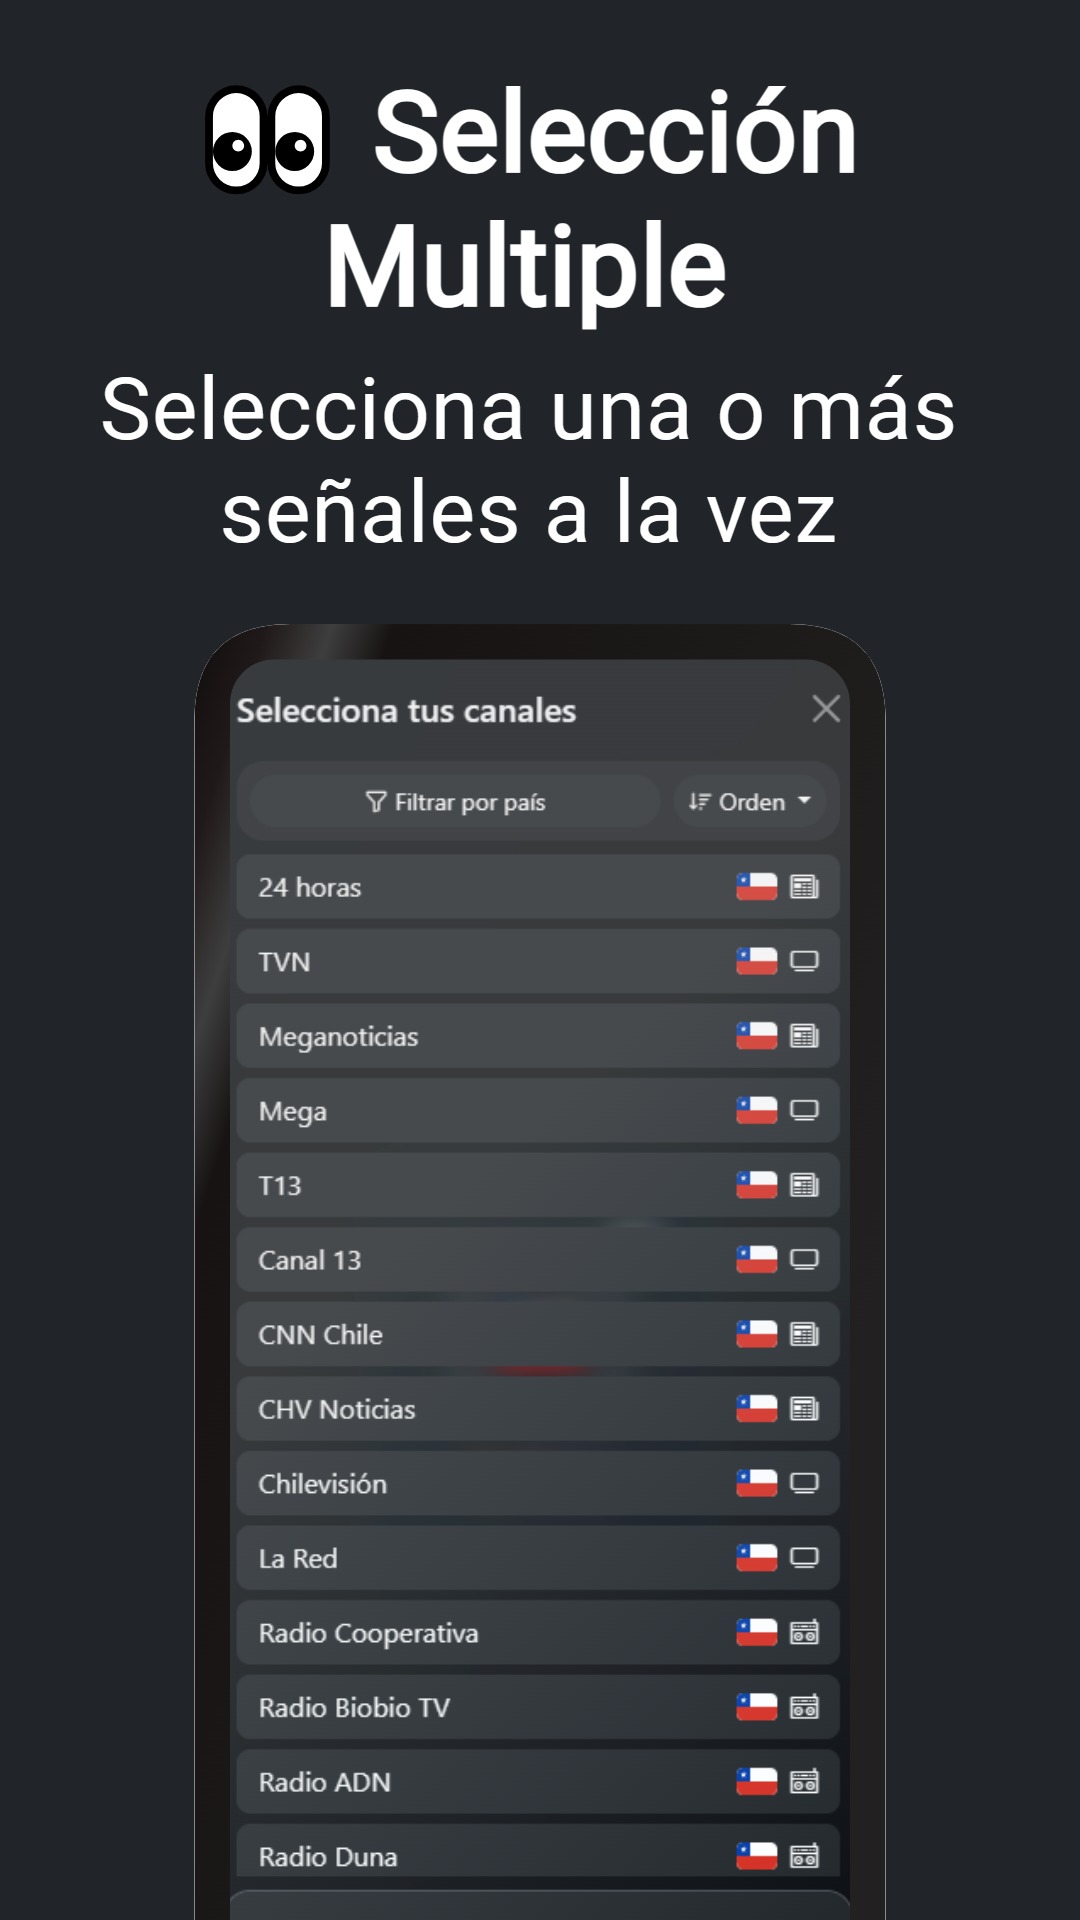 👀 Selección
Multiple
Selecciona una o más
señales a la vez
Selecciona tus canales
Filtrar por país
Orden
24 horas
TVN
Meganoticias
Mega
T13
Canal 13
CNN Chile
CHV Noticias
Chilevisión
La Red
Radio Cooperativa
Radio Biobio TV
Radio ADN
Radio Duna